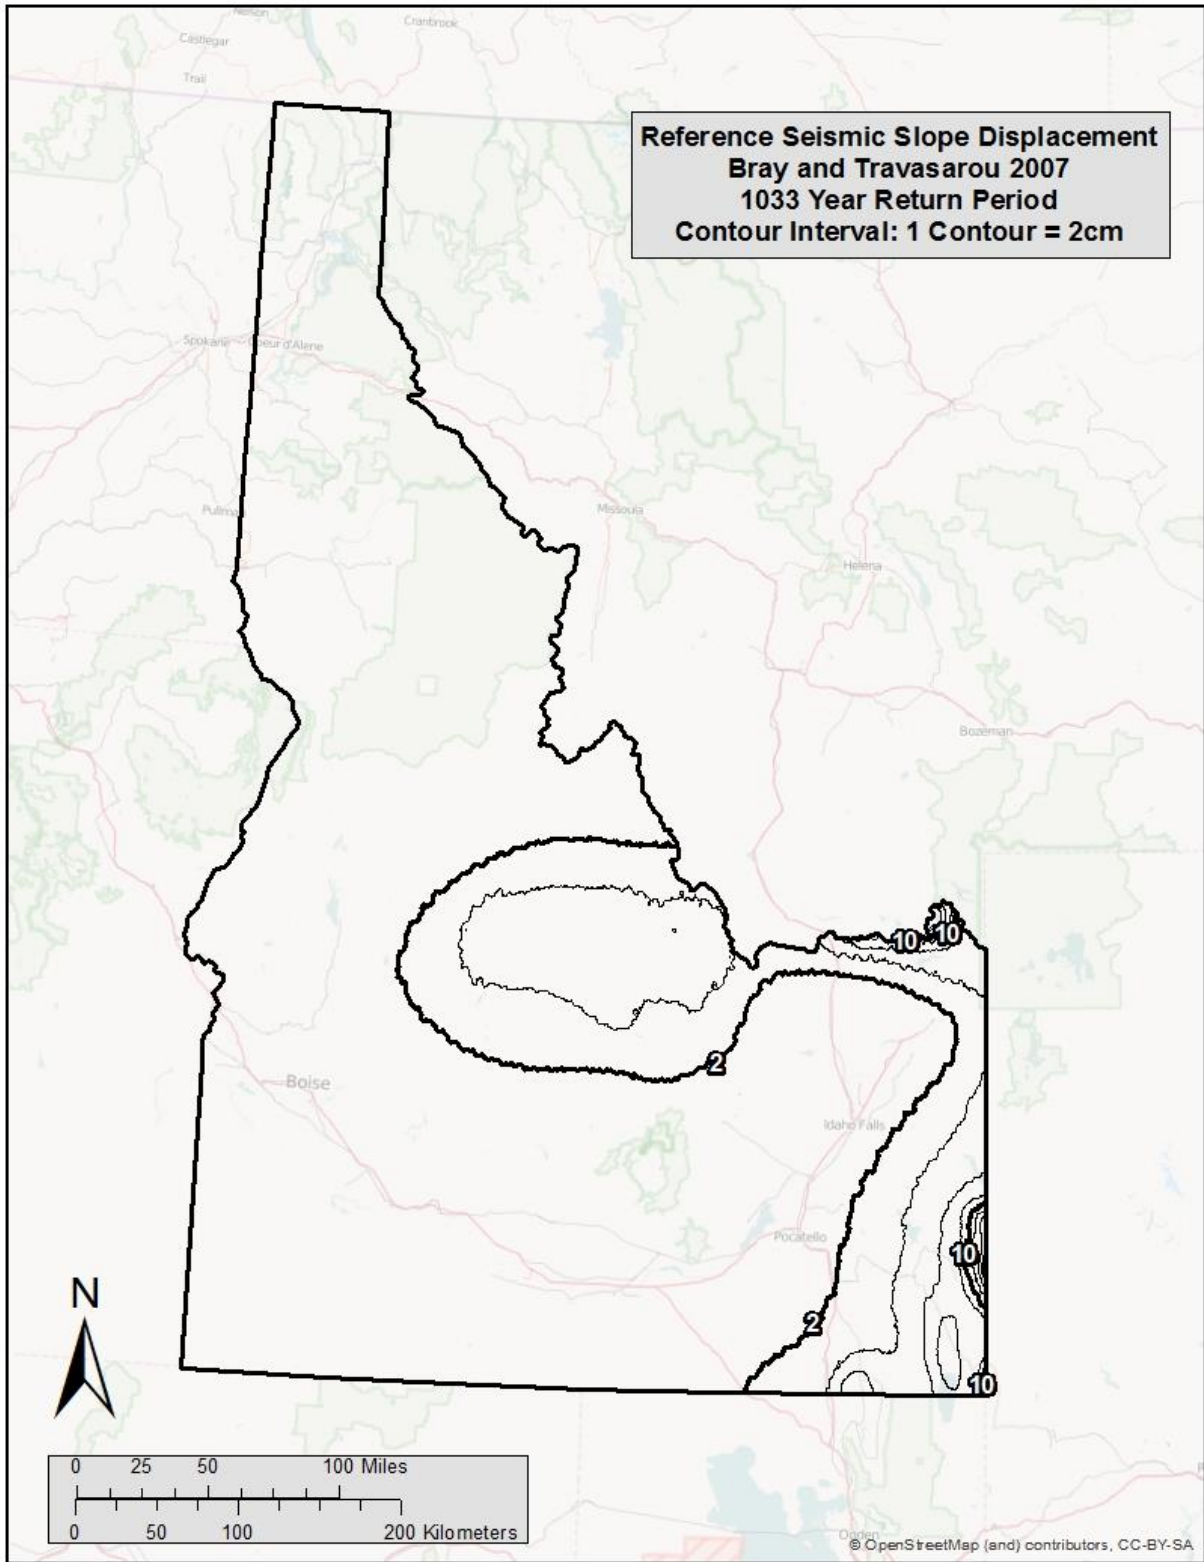 Nelson
Cranbrook
Castlegar
Trail
Reference Seismic Slope Displacement
Bray and Travasarou 2007
1033 Year Return Period
Contour Interval: 1 Contour = 2cm
Spokane
Coeur d'Alene
Pullma
Missoula
Helena
Bozeman
10
10
2
Boise
Idaho Falls
Pocatello
10
2
10
N
0 25 50 100 Miles
0 50 100 200 Kilometers
Ogden
© OpenStreetMap (and) contributors, CC-BY-SA